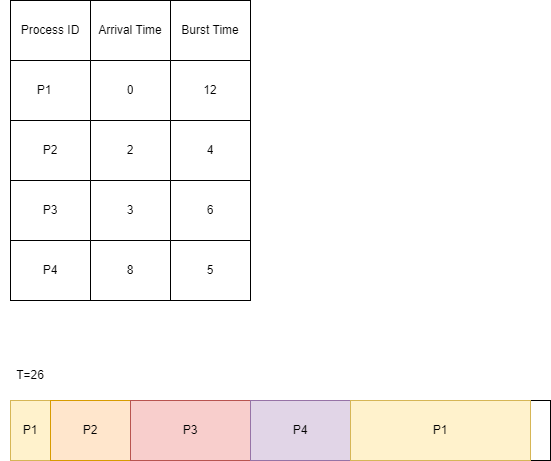 Process ID Arrival Time Burst Time
P1 0 12
P2 2 4
P3 3 6
P4 8 5
T=26
P1 P2 P3 P4 P1